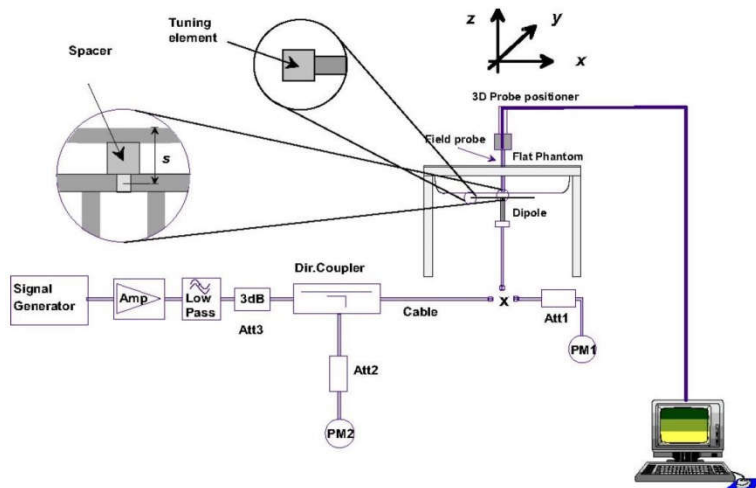 Tuning
element
Spacer
s
z
y
x
3D Probe positioner
Field probe
Flat Phantom
Dipole
Signal
Generator
Amp
Low
Pass
3dB
Att3
Dir.Coupler
Cable
x
Att1
PM1
Att2
PM2